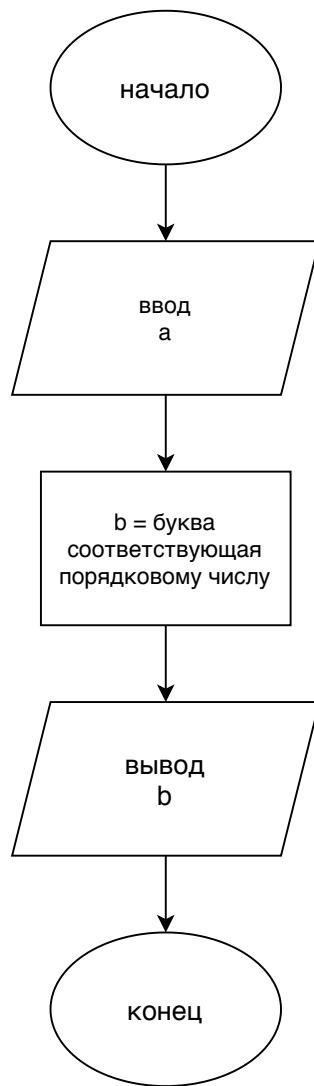 начало
ввод
a
b = буква
соответствующая
порядковому числу
вывод
b
конец